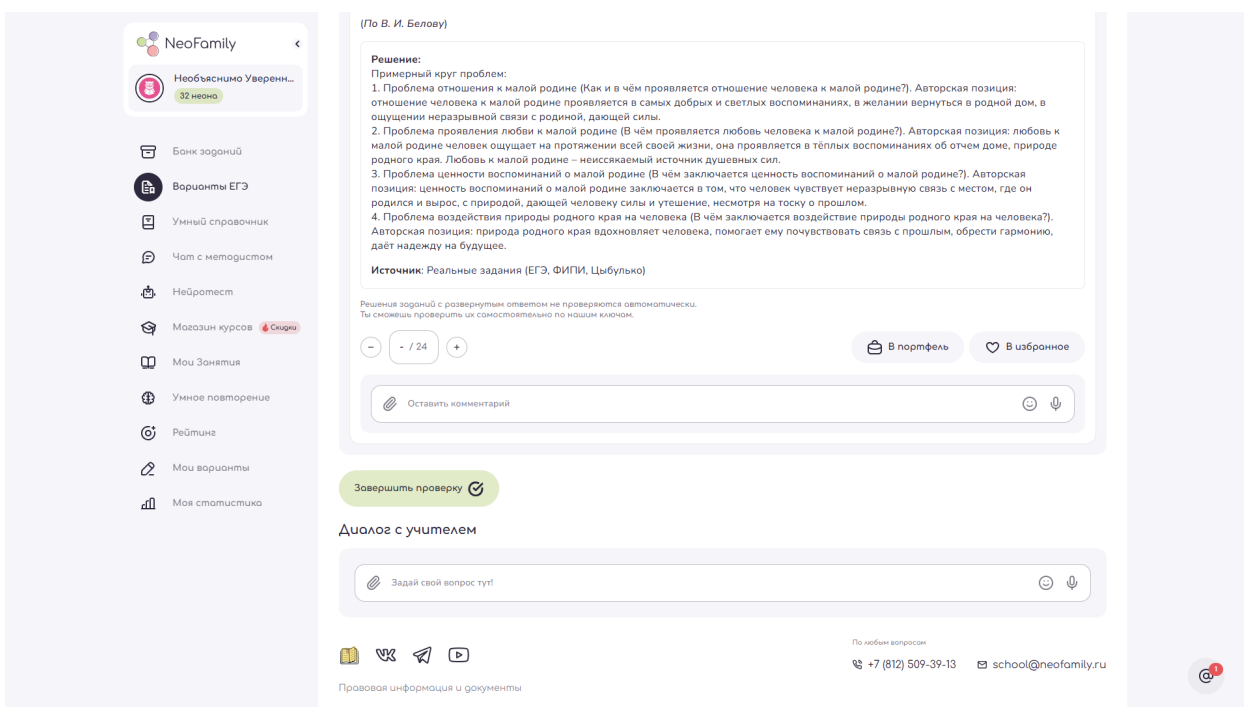 NeoFamily
Необъяснимо Уверенн...
32 неона
Банк заданий
Варианты ЕГЭ
Умный справочник
Чат с методистом
Нейротест
Магазин курсов Скидки
Мои Занятия
Умное повторение
Рейтинг
Мои варианты
Моя статистика
(По В. И. Белову)
Решение:
Примерный круг проблем:
1. Проблема отношения к малой родине (Как и в чём проявляется отношение человека к малой родине?). Авторская позиция:
отношение человека к малой родине проявляется в самых добрых и светлых воспоминаниях, в желании вернуться в родной дом, в
ощущении неразрывной связи с родиной, дающей силы.
2. Проблема проявления любви к малой родине (В чём проявляется любовь человека к малой родине?). Авторская позиция: любовь к
малой родине человек ощущает на протяжении всей своей жизни, она проявляется в тёплых воспоминаниях об отчем доме, природе
родного края. Любовь к малой родине – неиссякаемый источник душевных сил.
3. Проблема ценности воспоминаний о малой родине (В чём заключается ценность воспоминаний о малой родине?). Авторская
позиция: ценность воспоминаний о малой родине заключается в том, что человек чувствует неразрывную связь с местом, где он
родился и вырос, с природой, дающей человеку силы и утешение, несмотря на тоску о прошлом.
4. Проблема воздействия природы родного края на человека (В чём заключается воздействие природы родного края на человека?).
Авторская позиция: природа родного края вдохновляет человека, помогает ему почувствовать связь с прошлым, обрести гармонию,
даёт надежду на будущее.
Источник: Реальные задания (ЕГЭ, ФИПИ, Цыбулько)
Решения заданий с развернутым ответом не проверяются автоматически.
Ты сможешь проверить их самостоятельно по нашим ключам.
- / 24
В портфель
В избранное
Оставить комментарий
Завершить проверку
Диалог с учителем
Задай свой вопрос тут!
По любым вопросам
+7 (812) 509-39-13 school@neofamily.ru
Правовая информация и документы
1